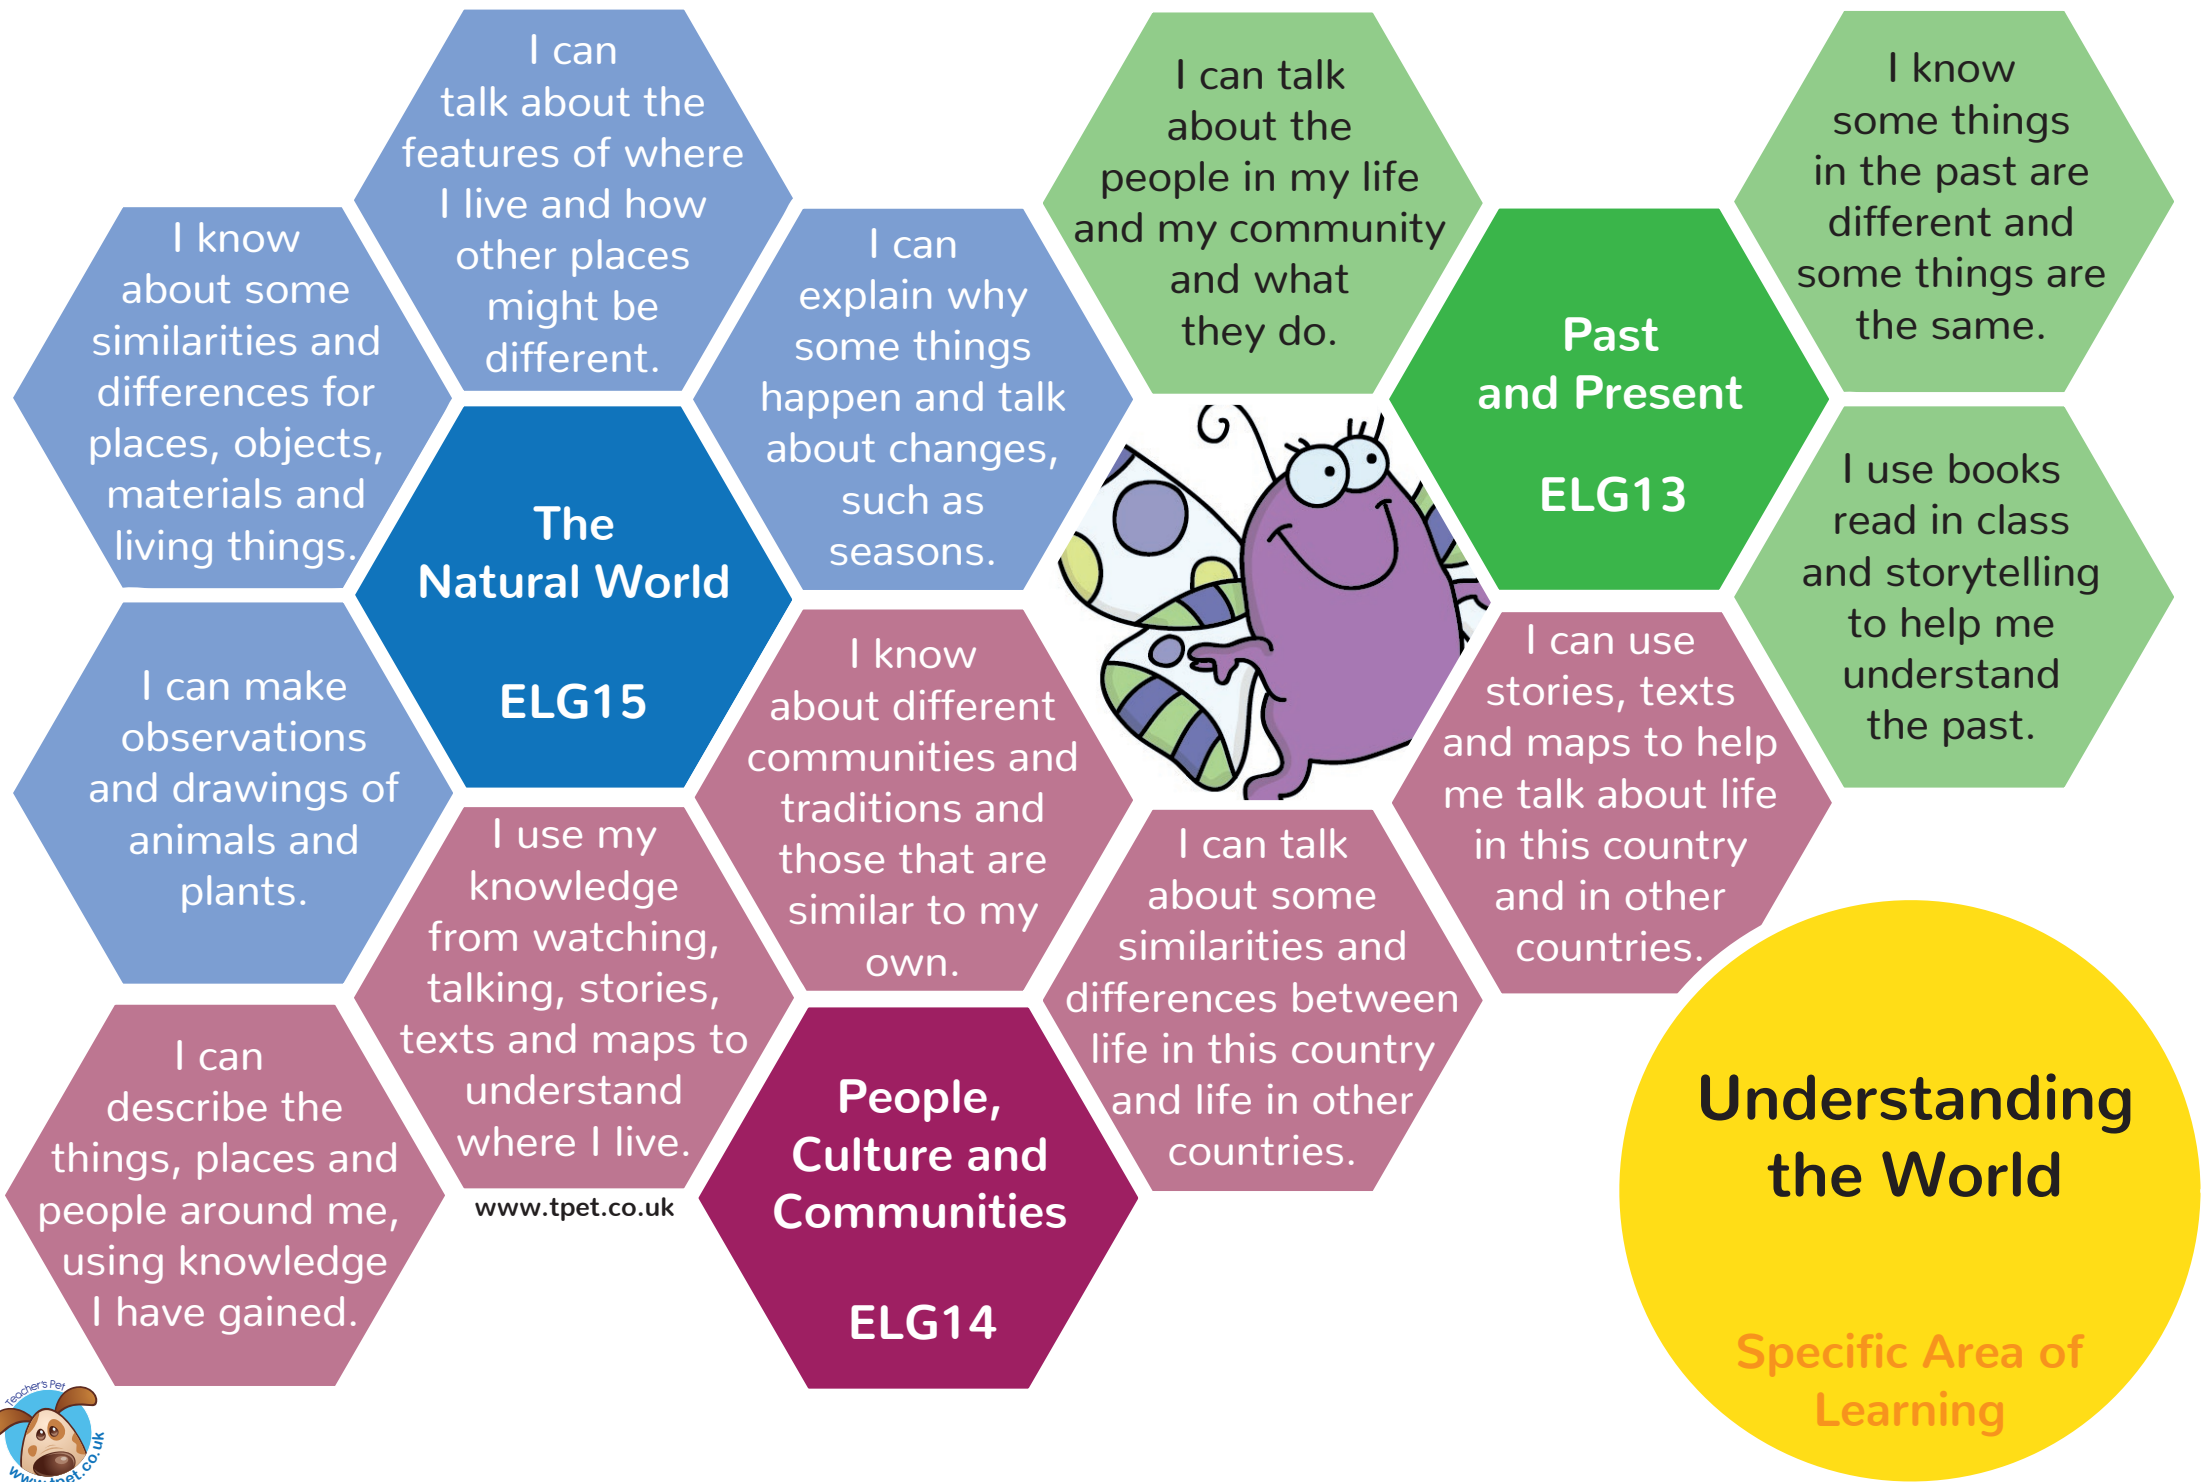 I can
talk about the
features of where
I live and how
other places
might be
different.
I know
about some
similarities and
differences for
places, objects,
materials and
living things.
I can
explain why
some things
happen and talk
about changes,
such as
seasons.
The
Natural World
ELG15
I can make
observations
and drawings of
animals and
plants.
I can talk
about the
people in my life
and my community
and what
they do.
Past
and Present
ELG13
I know
some things
in the past are
different and
some things are
the same.
I use books
read in class
and storytelling
to help me
understand
the past.
I know
about different
communities and
traditions and
those that are
similar to my
own.
I can use
stories, texts
and maps to help
me talk about life
in this country
and in other
countries.
I use my
knowledge
from watching,
talking, stories,
texts and maps to
understand
where I live.
I can talk
about some
similarities and
differences between
life in this country
and life in other
countries.
I can
describe the
things, places and
people around me,
using knowledge
I have gained.
People,
Culture and
Communities
ELG14
www.tpet.co.uk
Understanding
the World
Specific Area of
Learning
Teacher's Pet
www.tpet.co.uk